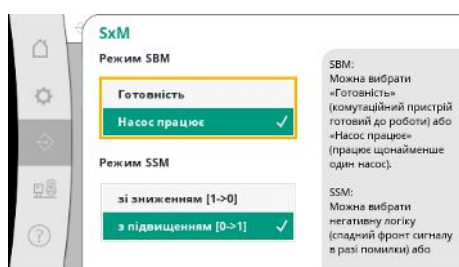 SxM
Режим SBM
Готовність
Насос працює
Режим SSM
зі зниженням [1->0]
з підвищенням [0->1]
SBM:
Можна вибрати
«Готовність»
(комутаційний пристрій
готовий до роботи) або
«Насос працює»
(працює щонайменше
один насос).
SSM:
Можна вибрати
негативну логіку
(спадний фронт сигналу
в разі помилки) або